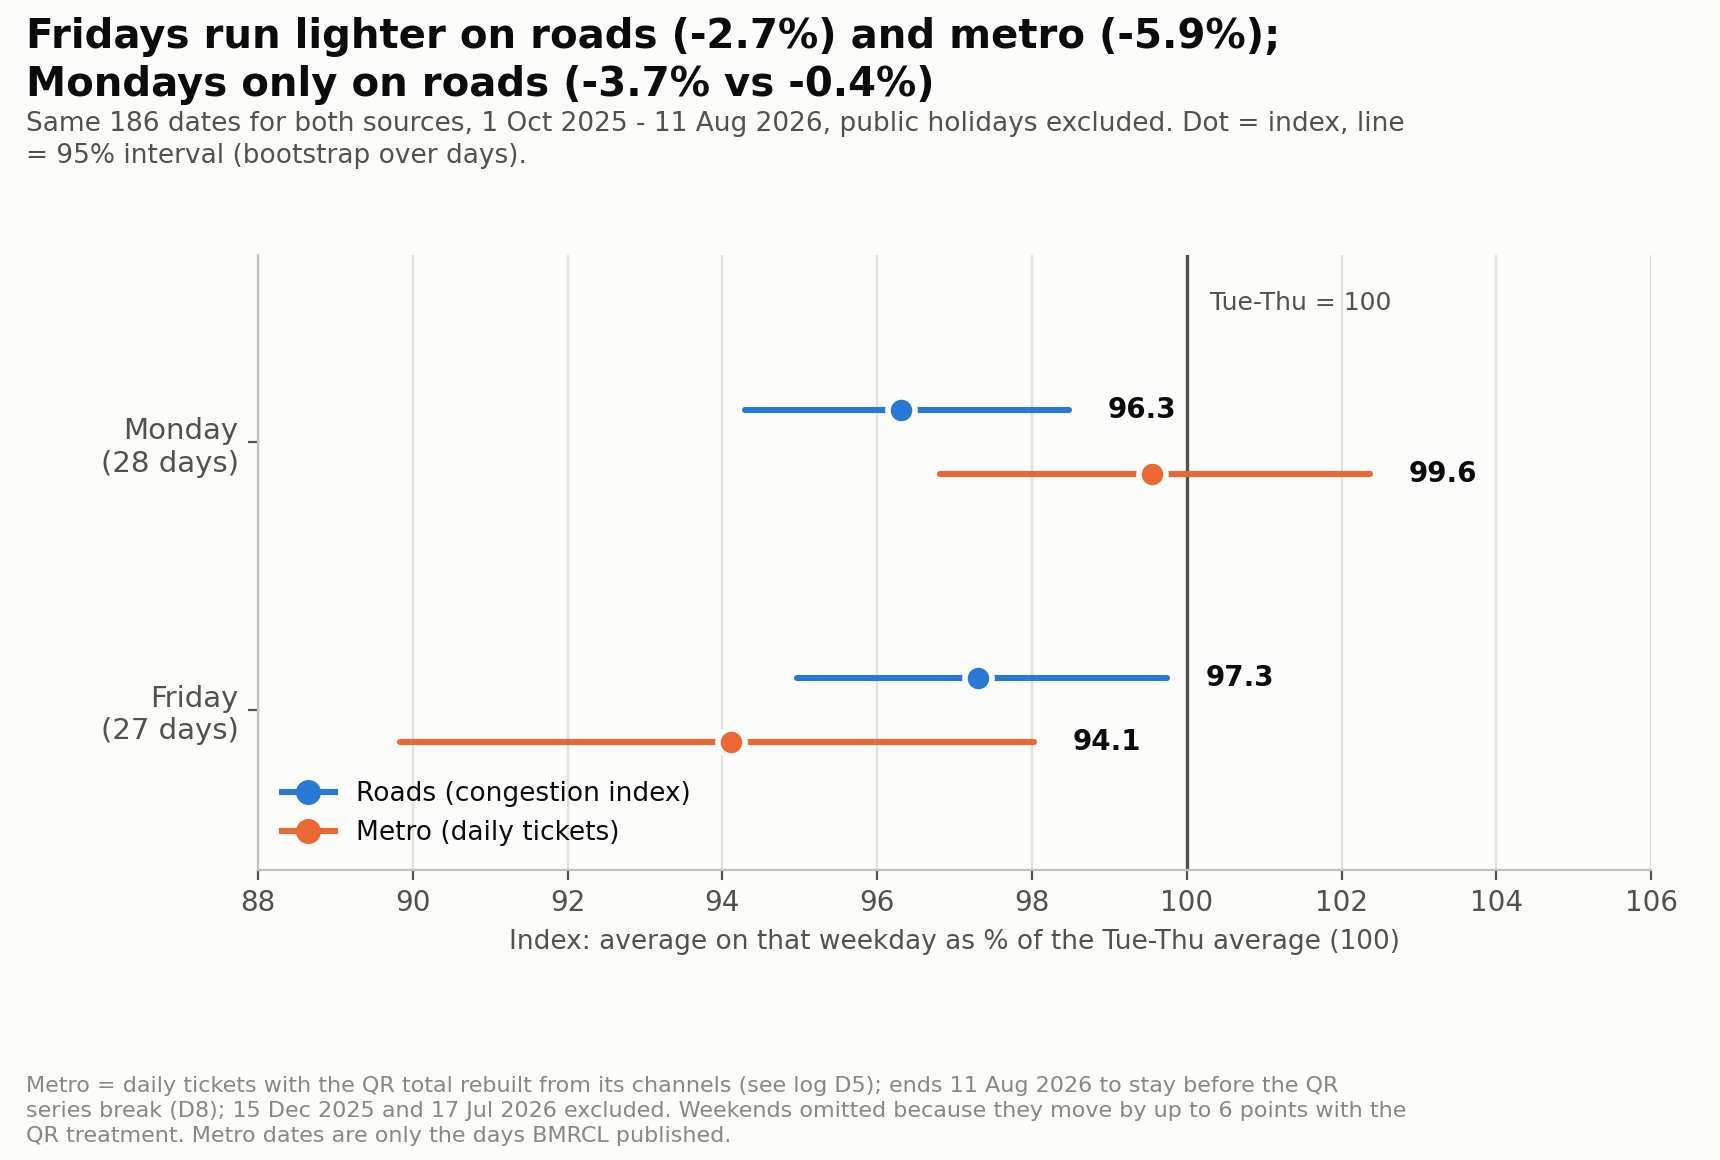 Fridays run lighter on roads (-2.7%) and metro (-5.9%);
Mondays only on roads (-3.7% vs -0.4%)
Same 186 dates for both sources, 1 Oct 2025 - 11 Aug 2026, public holidays excluded. Dot = index, line
= 95% interval (bootstrap over days).
Tue-Thu = 100
Monday
(28 days)
96.3
99.6
Friday
(27 days)
97.3
94.1
Roads (congestion index)
Metro (daily tickets)
88 90 92 94 96 98 100 102 104 106
Index: average on that weekday as % of the Tue-Thu average (100)
Metro = daily tickets with the QR total rebuilt from its channels (see log D5); ends 11 Aug 2026 to stay before the QR
series break (D8); 15 Dec 2025 and 17 Jul 2026 excluded. Weekends omitted because they move by up to 6 points with the
QR treatment. Metro dates are only the days BMRCL published.